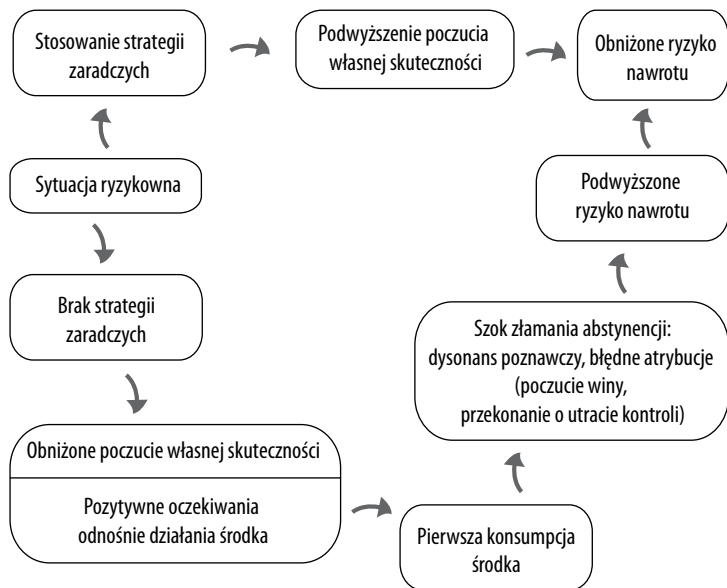 Stosowanie strategii
zaradczych
Podwyższenie poczucia
własnej skuteczności
Obniżone ryzyko
nawrotu
Sytuacja ryzykowna
Podwyższone
ryzyko nawrotu
Brak strategii
zaradczych
Szok złamania abstynencji:
dysonans poznawczy, błędne atrybucje
(poczucie winy,
przekonanie o utracie kontroli)
Obniżone poczucie własnej skuteczności
Pozytywne oczekiwania
odnośnie działania środka
Pierwsza konsumpcja
środka